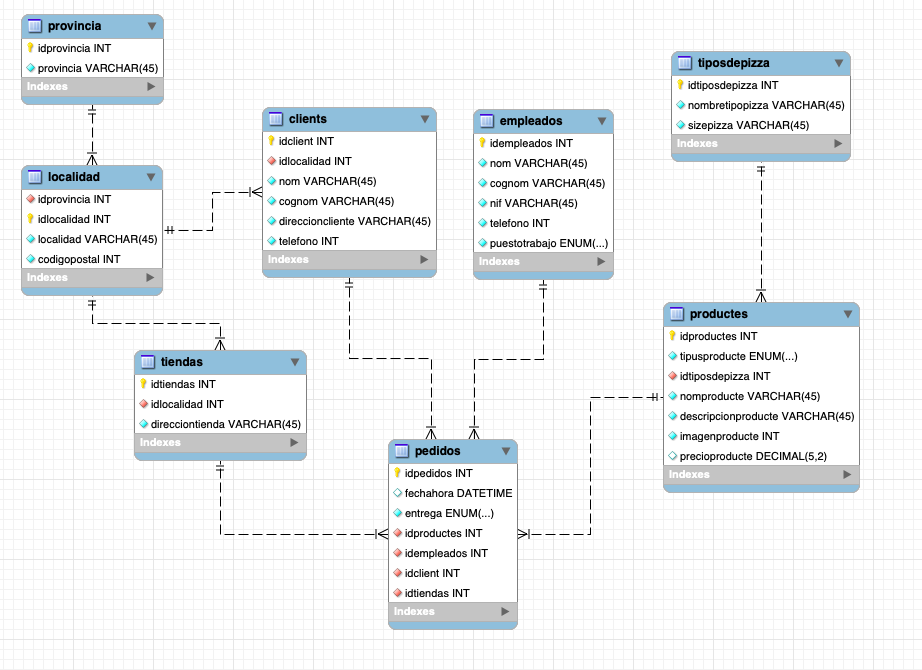 provincia
idprovincia INT
provincia VARCHAR(45)
Indexes
localidad
idprovincia INT
idlocalidad INT
localidad VARCHAR(45)
codigopostal INT
Indexes
clients
idclient INT
idlocalidad INT
nom VARCHAR(45)
cognom VARCHAR(45)
direccioncliente VARCHAR(45)
telefono INT
Indexes
empleados
idempleados INT
nom VARCHAR(45)
cognom VARCHAR(45)
nif VARCHAR(45)
telefono INT
puestotrabajo ENUM(...)
Indexes
tiposdepizza
idtiposdepizza INT
nombretipopizza VARCHAR(45)
sizepizza VARCHAR(45)
Indexes
tiendas
idtiendas INT
idlocalidad INT
direcciontienda VARCHAR(45)
Indexes
pedidos
idpedidos INT
fechahora DATETIME
entrega ENUM(...)
idproductes INT
idempleados INT
idclient INT
idtiendas INT
Indexes
productes
idproductes INT
tipusproducte ENUM(...)
idtiposdepizza INT
nomproducte VARCHAR(45)
descripcionproducte VARCHAR(45)
imagenproducte INT
precioproducte DECIMAL(5,2)
Indexes